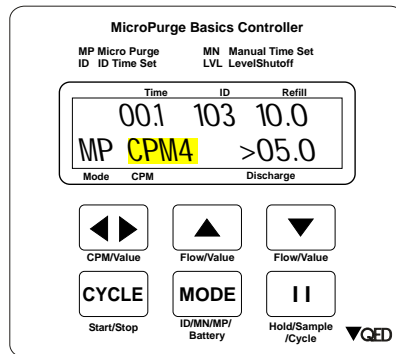 MicroPurge Basics Controller
MP Micro Purge MN Manual Time Set
ID ID Time Set LVL LevelShutoff
Time ID Refill
00.1 103 10.0
MP CPM4 >05.0
Mode CPM Discharge
CPM/Value Flow/Value Flow/Value
CYCLE MODE II
Start/Stop ID/MN/MP/ Hold/Sample
Battery /Cycle
QED